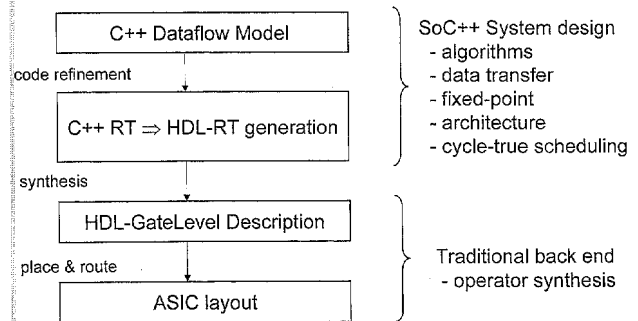 C++ Dataflow Model
code refinement
C++ RT ⇒ HDL-RT generation
synthesis
HDL-GateLevel Description
place & route
ASIC layout
SoC++ System design
- algorithms
- data transfer
- fixed-point
- architecture
- cycle-true scheduling
Traditional back end
- operator synthesis